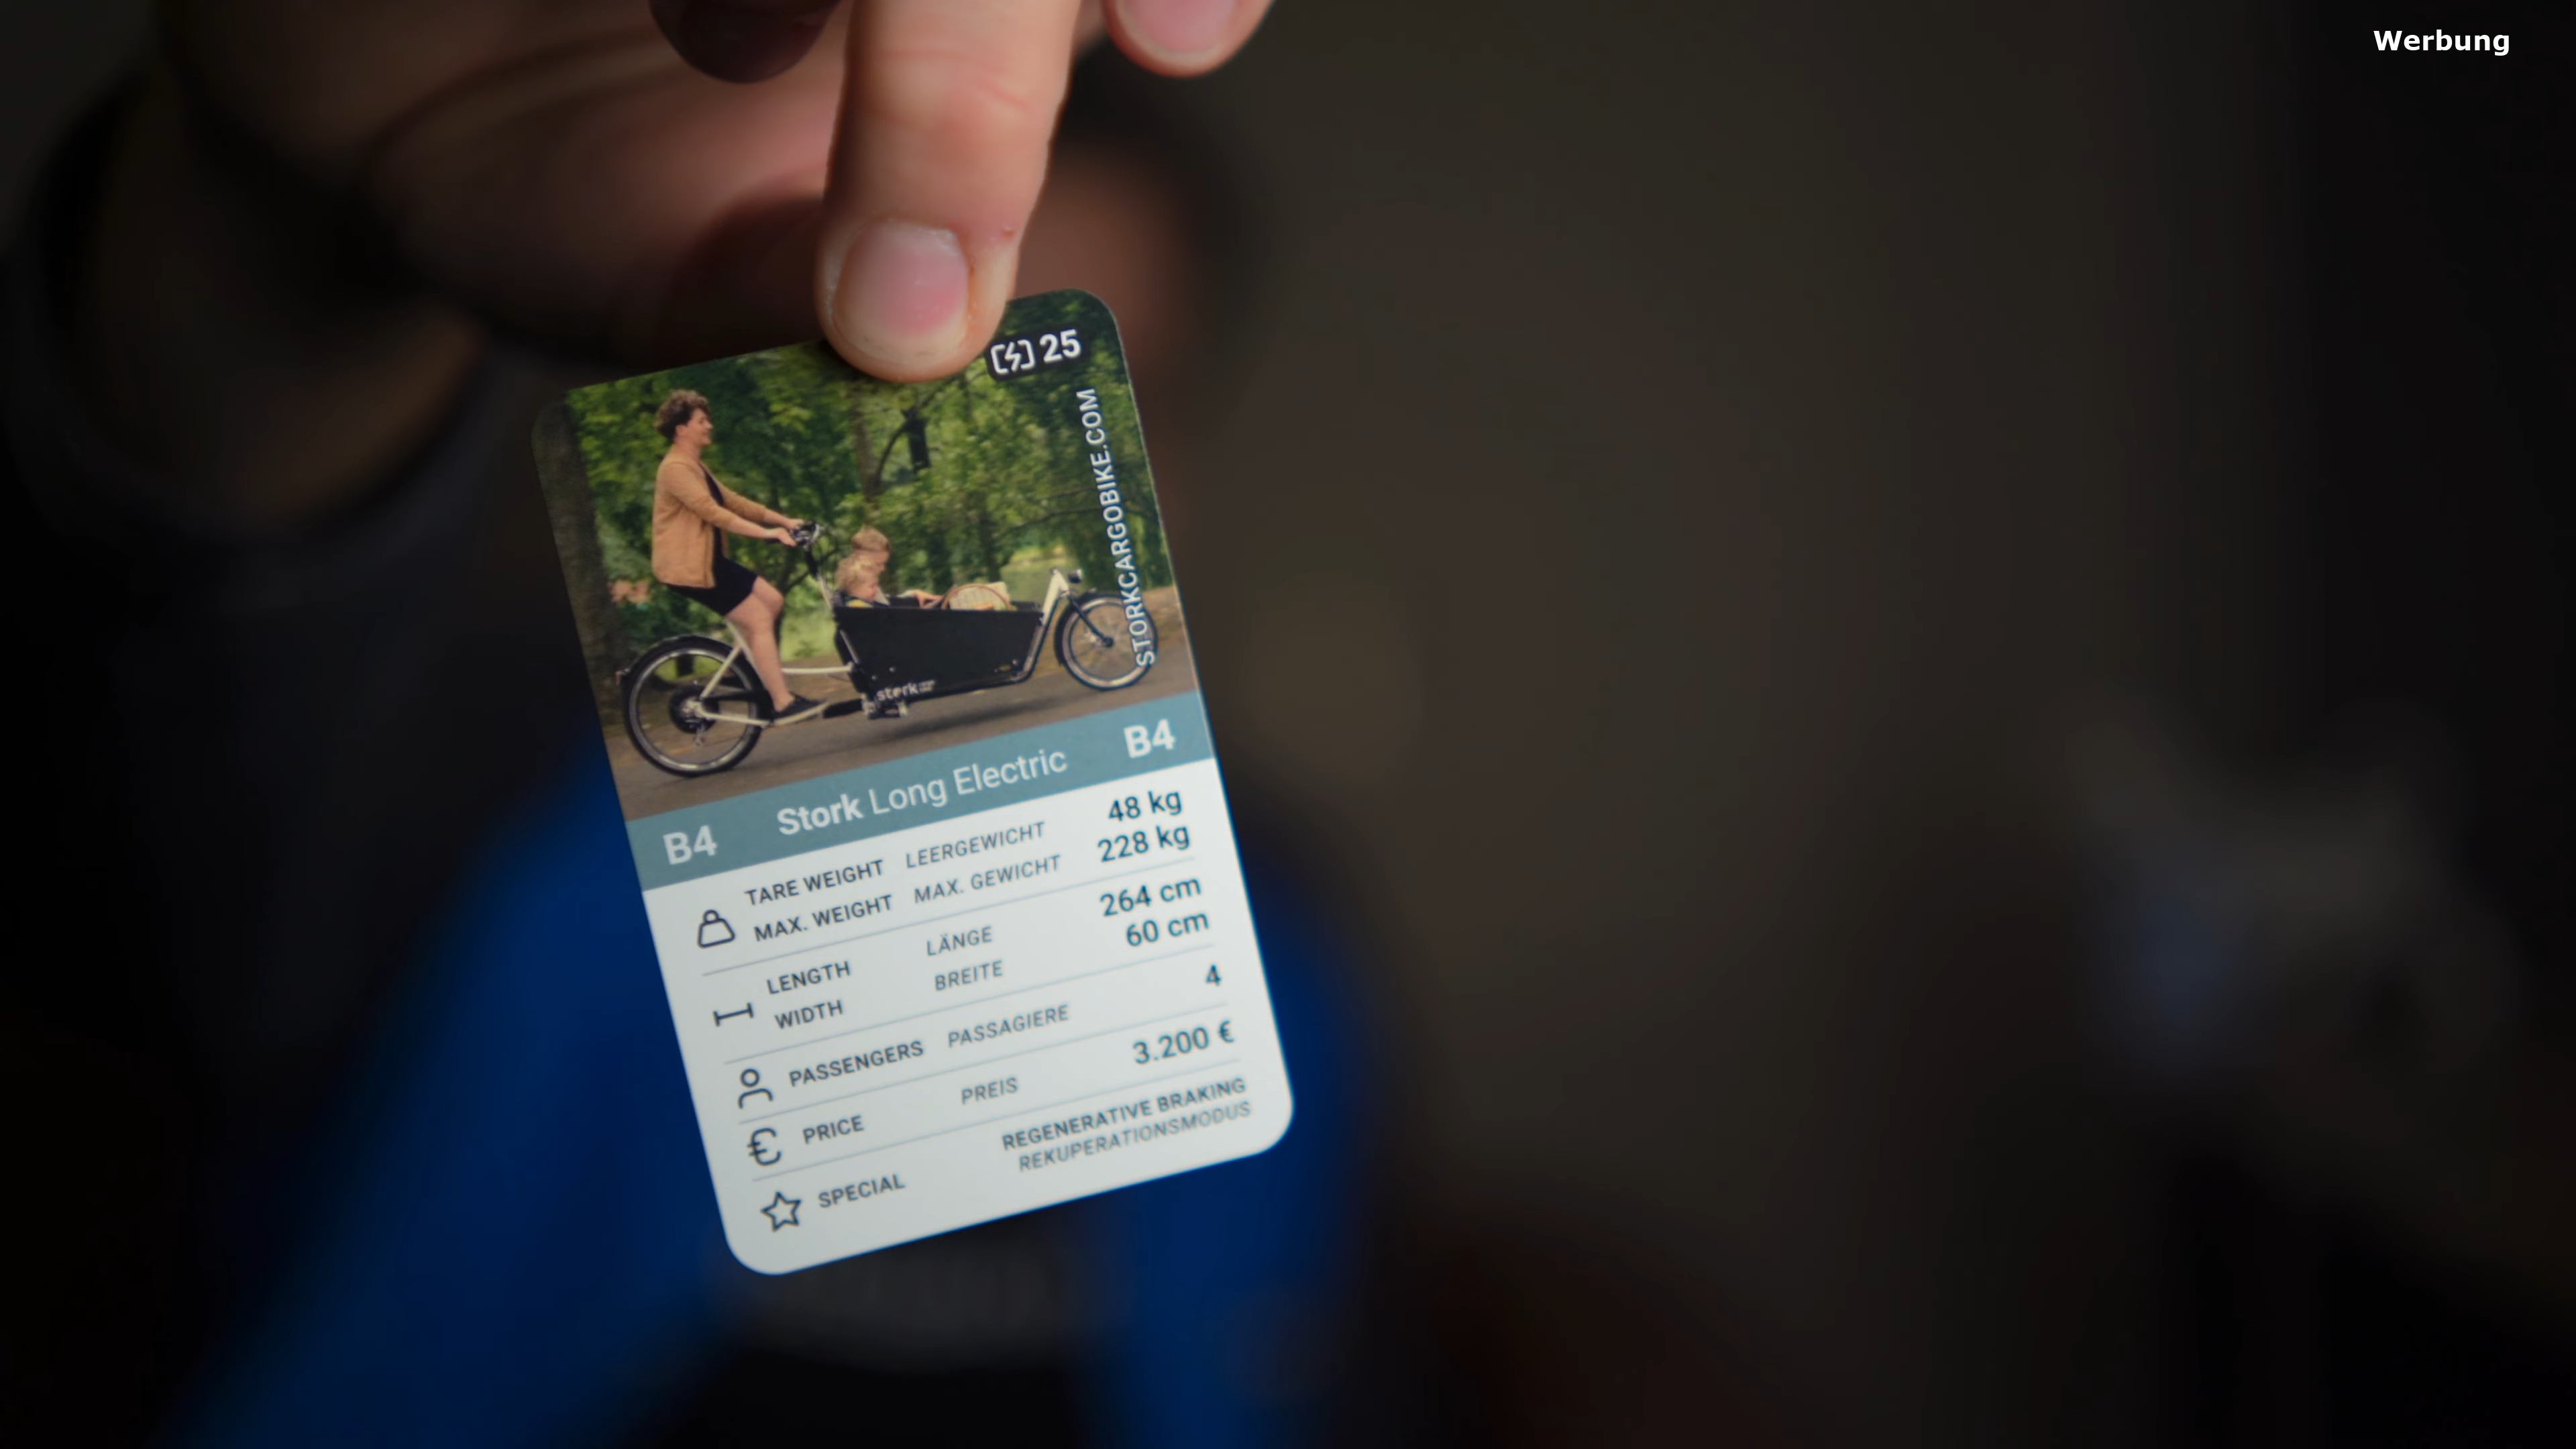 Werbung
25
STORKCARGOBIKE.COM
stork
B4 Stork Long Electric B4
TARE WEIGHT LEERGEWICHT 48 kg
MAX. WEIGHT MAX. GEWICHT 228 kg
LENGTH LÄNGE 264 cm
WIDTH BREITE 60 cm
PASSENGERS PASSAGIERE 4
€ PRICE PREIS 3.200 €
SPECIAL REGENERATIVE BRAKING
REKUPERATIONSMODUS